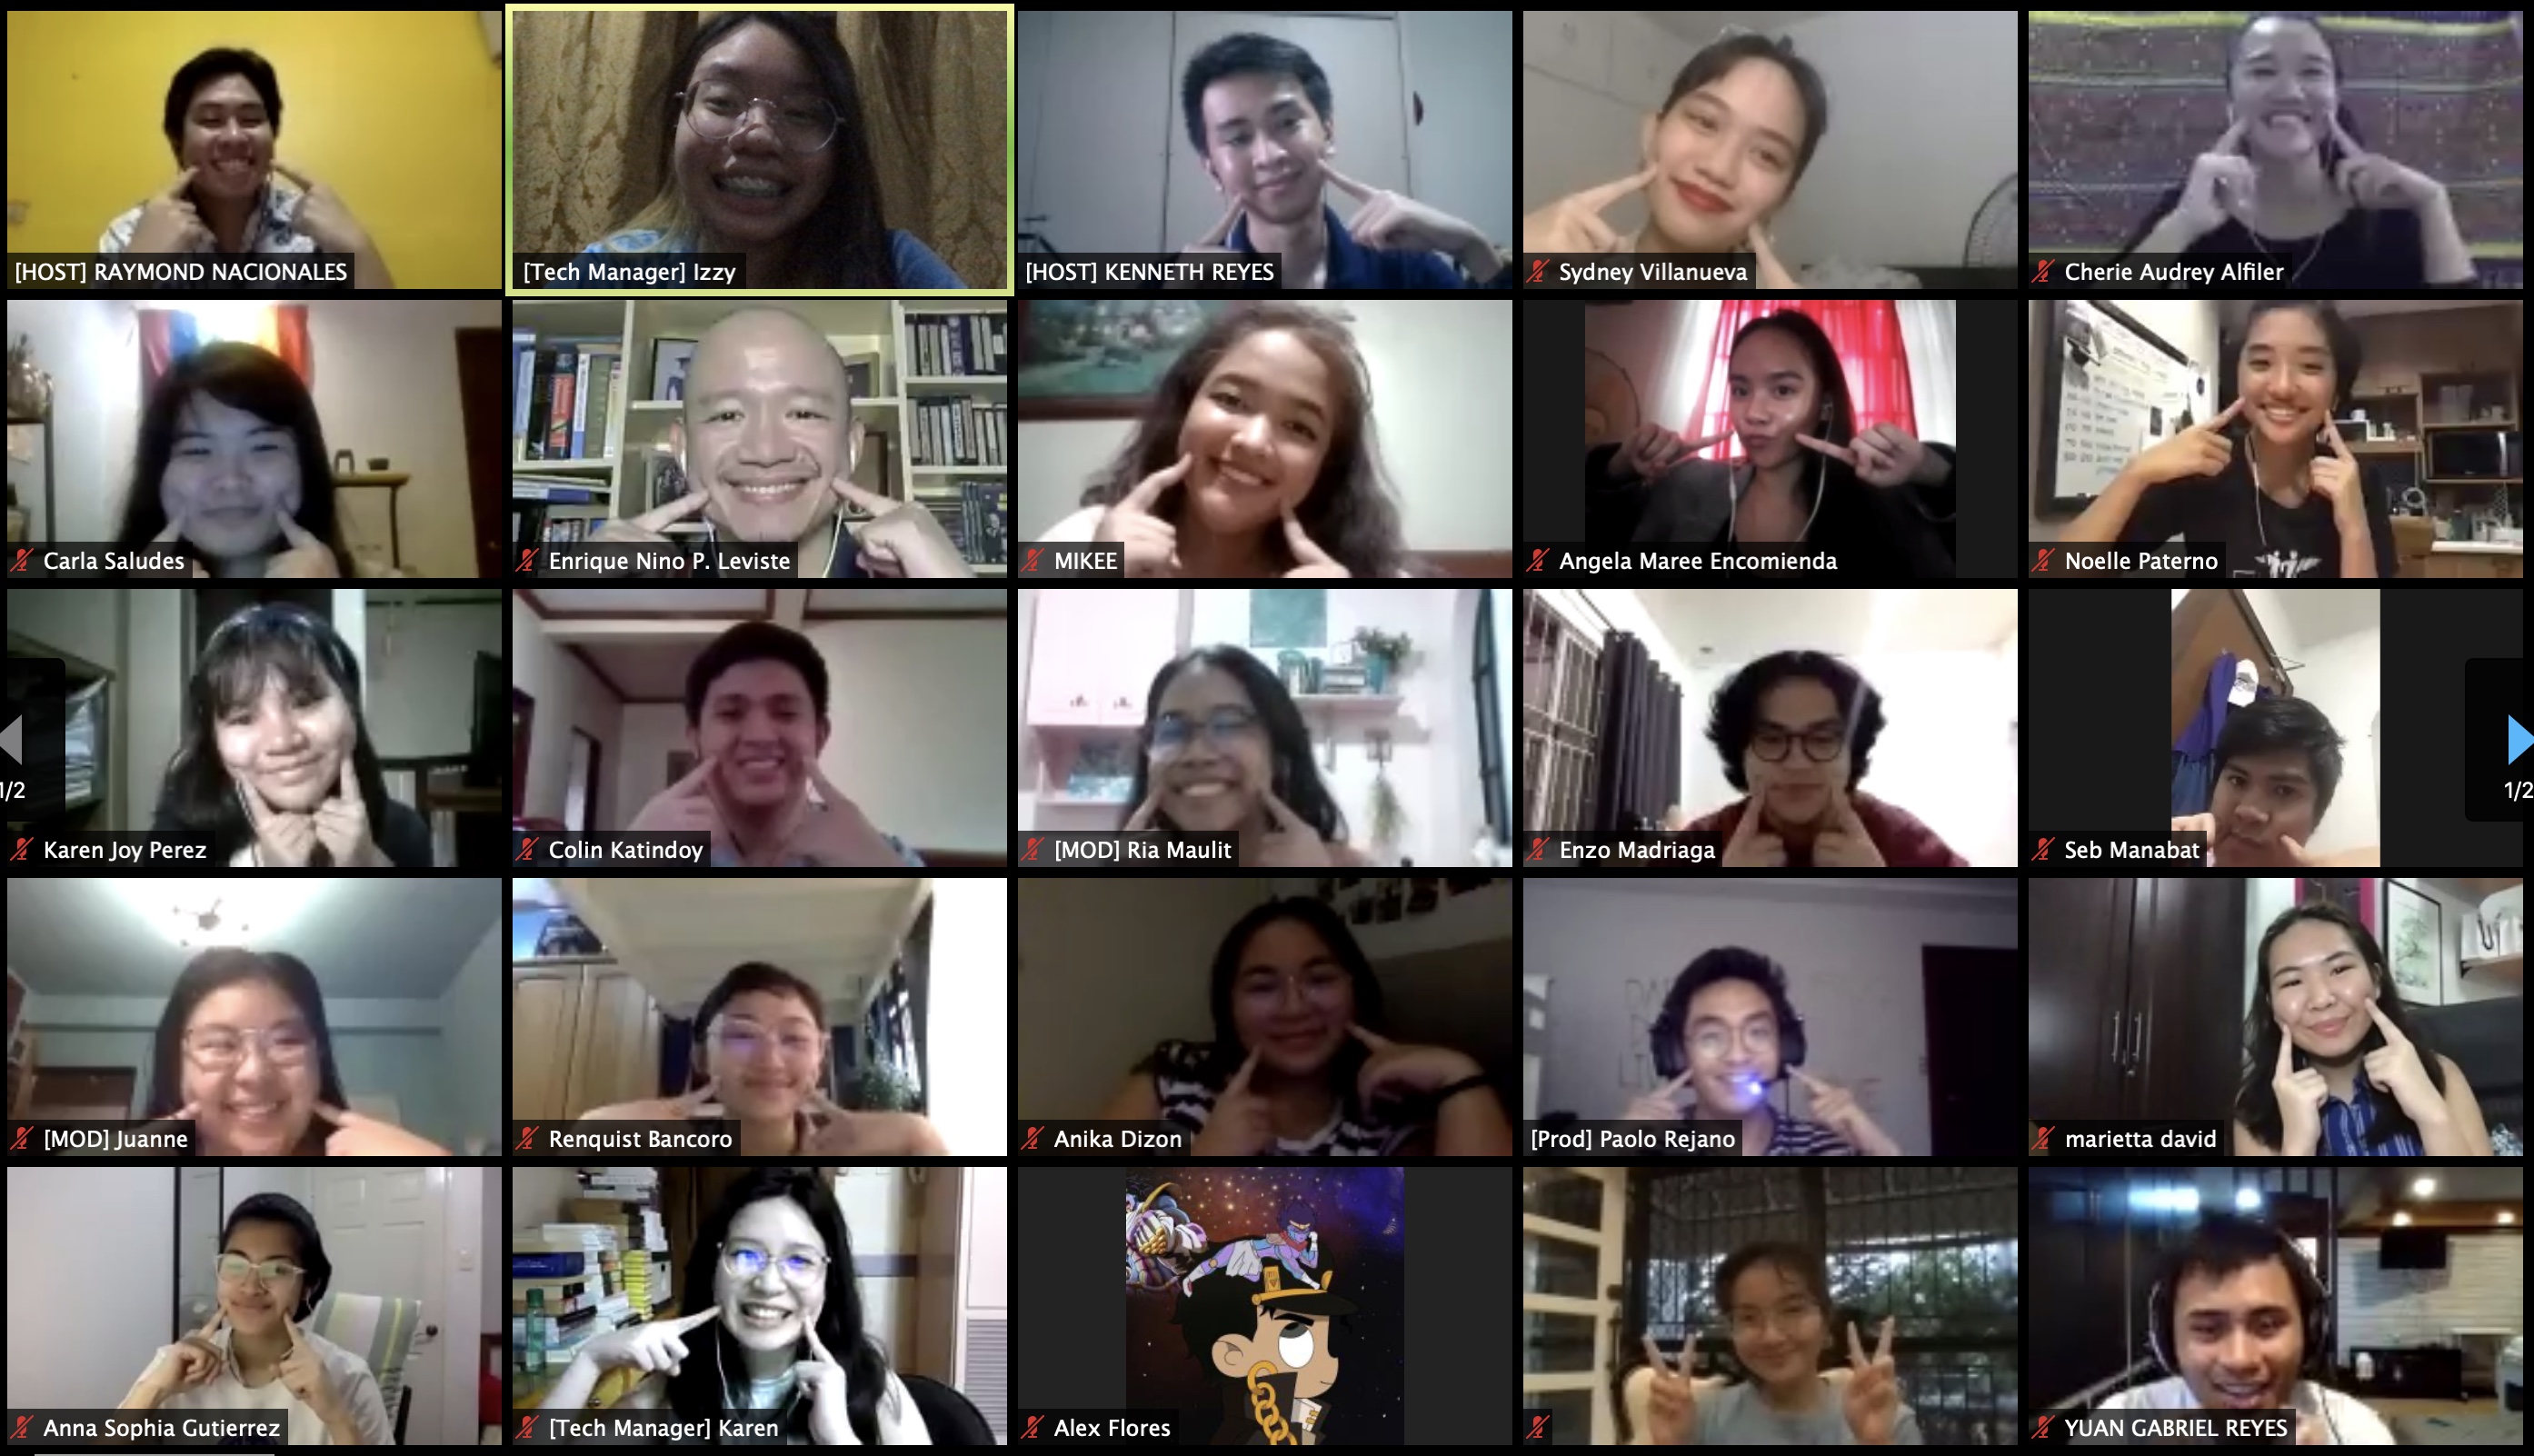 [HOST] RAYMOND NACIONALES
[Tech Manager] Izzy
[HOST] KENNETH REYES
Sydney Villanueva
Cherie Audrey Alfiler
Carla Saludes
Enrique Nino P. Leviste
MIKEE
Angela Maree Encomienda
Noelle Paterno
1/2
1/2
Karen Joy Perez
Colin Katindoy
[MOD] Ria Maulit
Enzo Madriaga
Seb Manabat
[MOD] Juanne
Renquist Bancoro
Anika Dizon
[Prod] Paolo Rejano
marietta david
Anna Sophia Gutierrez
[Tech Manager] Karen
Alex Flores
YUAN GABRIEL REYES